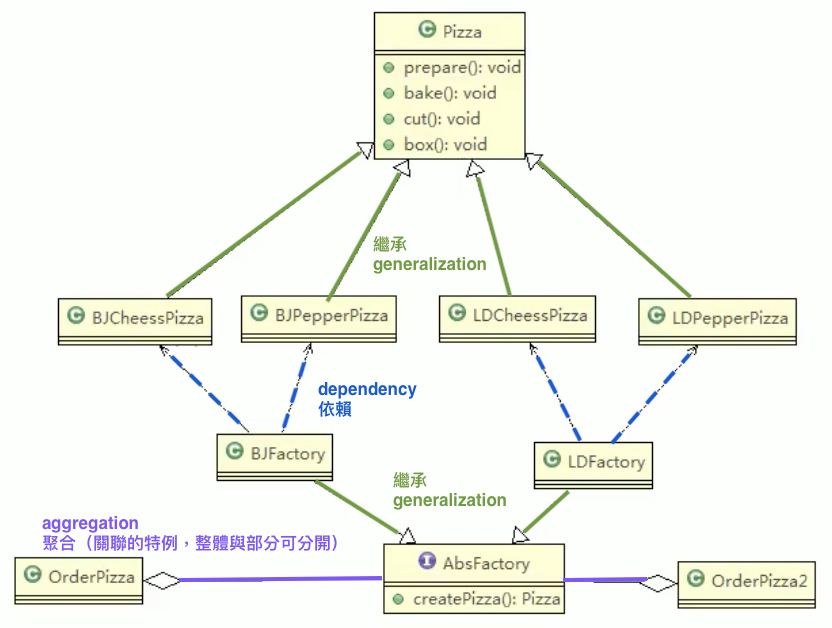 C Pizza
prepare(): void
bake(): void
cut(): void
box(): void
繼承
generalization
C BJCheessPizza
C BJPepperPizza
C LDCheessPizza
C LDPepperPizza
dependency
依賴
C BJFactory
C LDFactory
繼承
generalization
aggregation
聚合（關聯的特例，整體與部分可分開）
C OrderPizza
I AbsFactory
createPizza(): Pizza
C OrderPizza2